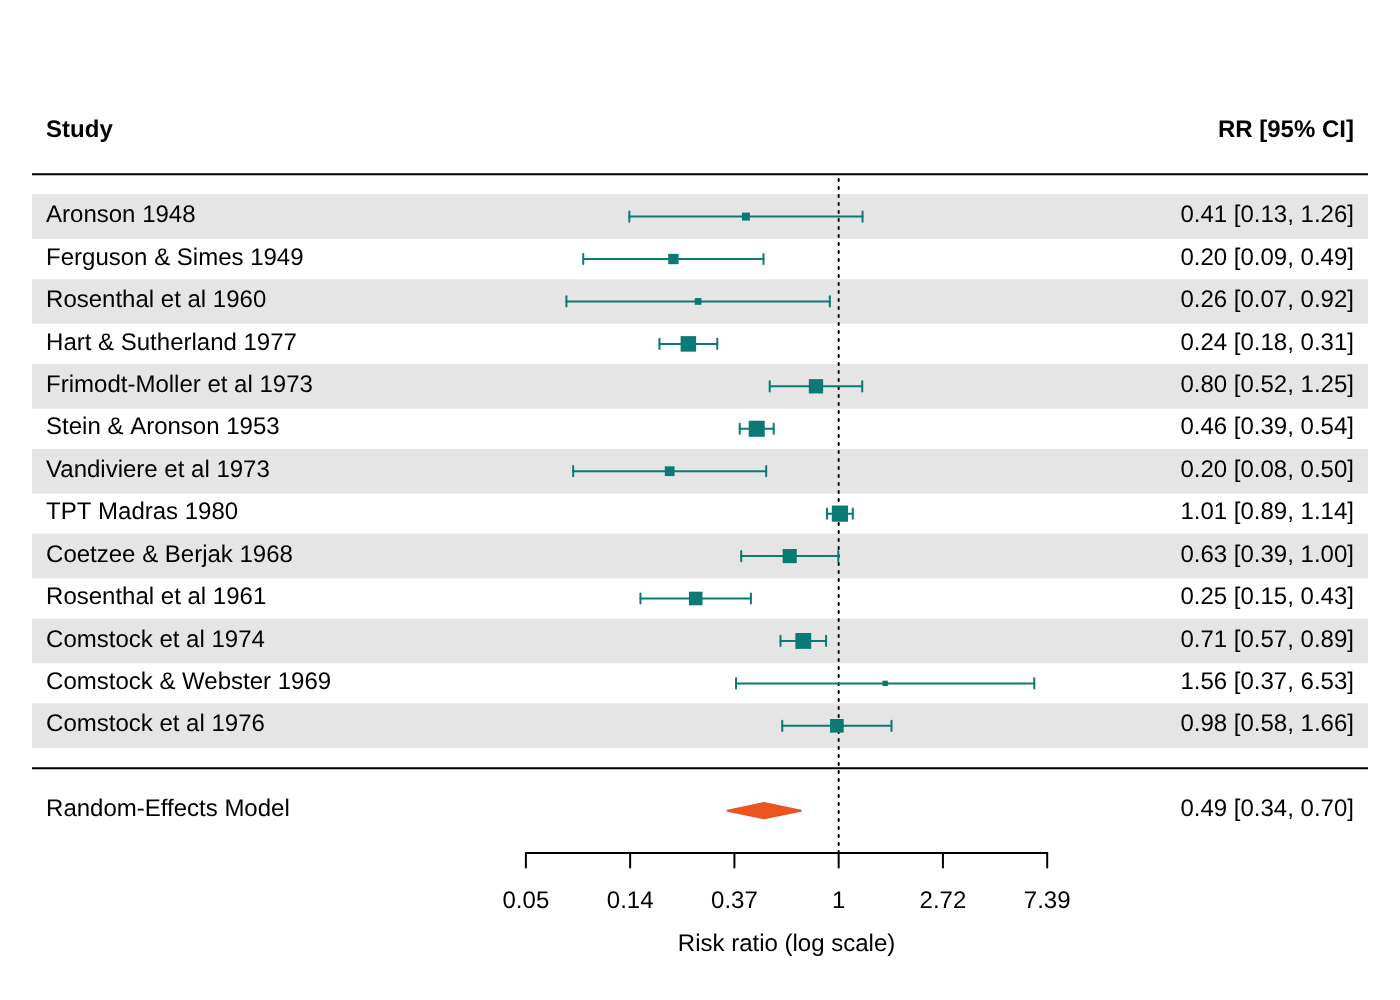 Study RR [95% CI]
Aronson 1948 0.41 [0.13, 1.26]
Ferguson & Simes 1949 0.20 [0.09, 0.49]
Rosenthal et al 1960 0.26 [0.07, 0.92]
Hart & Sutherland 1977 0.24 [0.18, 0.31]
Frimodt-Moller et al 1973 0.80 [0.52, 1.25]
Stein & Aronson 1953 0.46 [0.39, 0.54]
Vandiviere et al 1973 0.20 [0.08, 0.50]
TPT Madras 1980 1.01 [0.89, 1.14]
Coetzee & Berjak 1968 0.63 [0.39, 1.00]
Rosenthal et al 1961 0.25 [0.15, 0.43]
Comstock et al 1974 0.71 [0.57, 0.89]
Comstock & Webster 1969 1.56 [0.37, 6.53]
Comstock et al 1976 0.98 [0.58, 1.66]
Random-Effects Model 0.49 [0.34, 0.70]
0.05 0.14 0.37 1 2.72 7.39
Risk ratio (log scale)